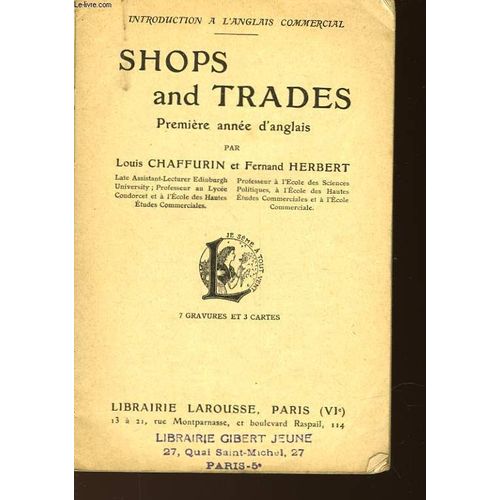 Le-livre.com
INTRODUCTION A L'ANGLAIS COMMERCIAL
SHOPS
and TRADES
Première année d'anglais
PAR
Louis CHAFFURIN et Fernand HERBERT
Late Assistant-Lecturer Edinburgh
University; Professeur au Lycée
Condorcet et à l'École des Hautes
Études Commerciales.
Professeur à l'École des Sciences
Politiques, à l'École des Hautes
Études Commerciales et à l'École
Commerciale.
JE SÈME A TOUT VENT
7 GRAVURES ET 3 CARTES
LIBRAIRIE LAROUSSE, PARIS (VIe)
13 à 21, rue Montparnasse, et boulevard Raspail, 114
LIBRAIRIE GIBERT JEUNE
27, Quai Saint-Michel, 27
PARIS-5e